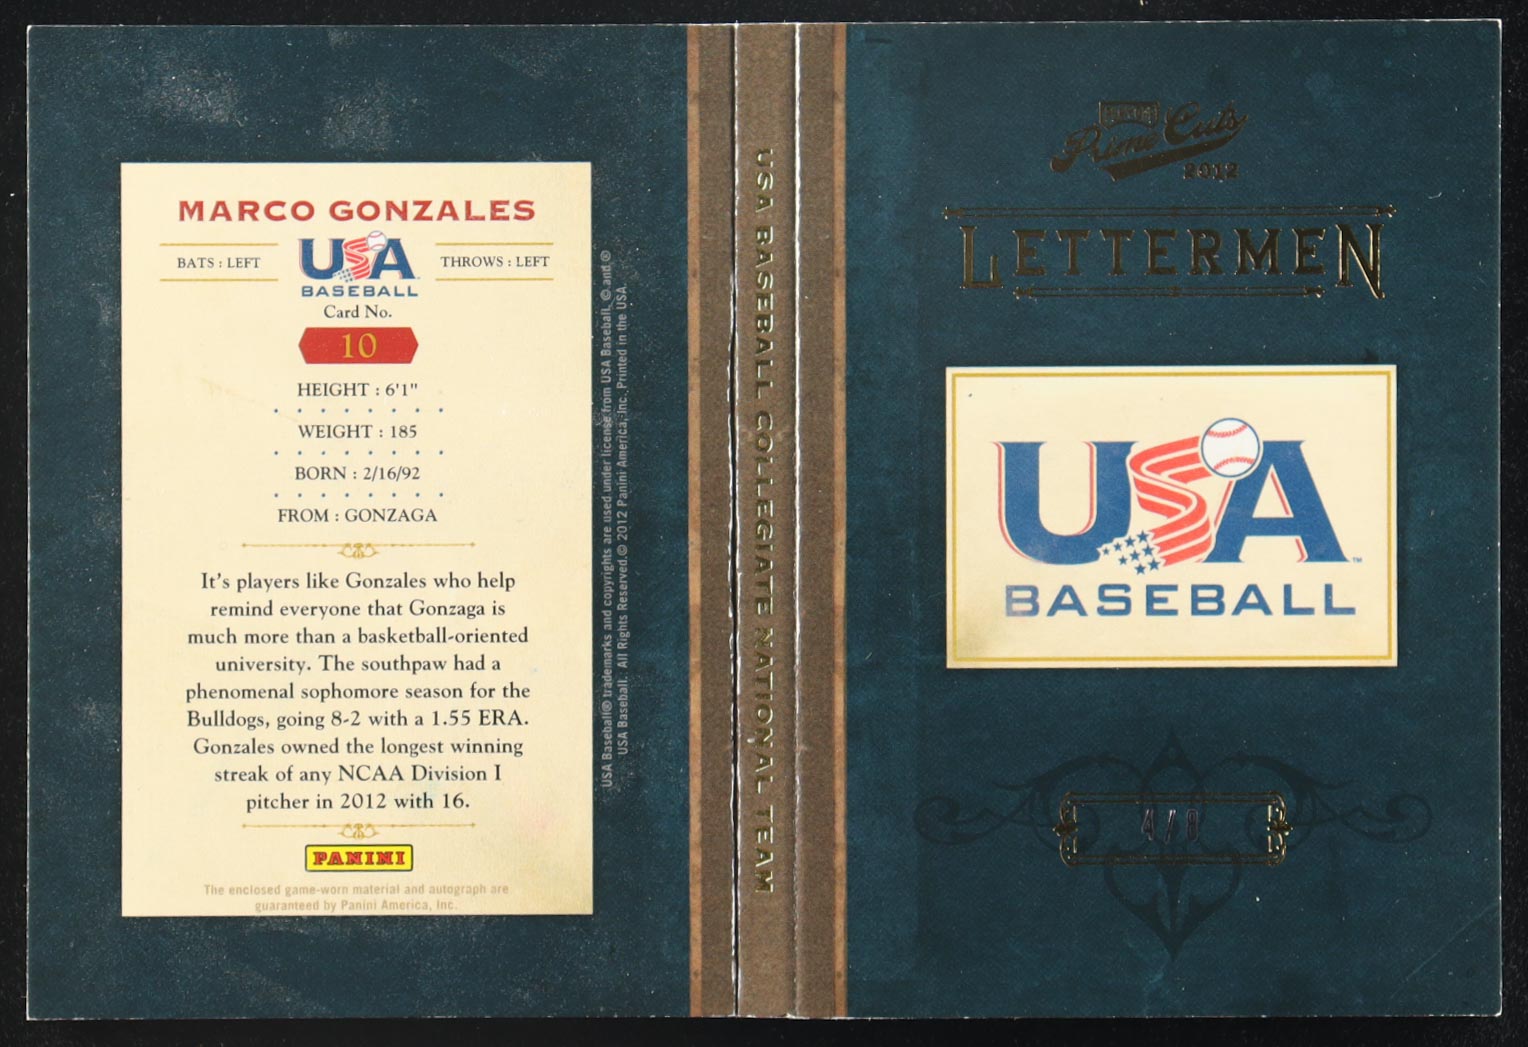 MARCO GONZALES
BATS : LEFT
USA
BASEBALL
THROWS : LEFT
Card No.
10
HEIGHT : 6'1"
WEIGHT : 185
BORN : 2/16/92
FROM : GONZAGA
It's players like Gonzales who help
remind everyone that Gonzaga is
much more than a basketball-oriented
university. The southpaw had a
phenomenal sophomore season for the
Bulldogs, going 8-2 with a 1.55 ERA.
Gonzales owned the longest winning
streak of any NCAA Division I
pitcher in 2012 with 16.
PANINI
The enclosed game-worn material and autograph are
guaranteed by Panini America, Inc.
USA Baseball® trademarks and copyrights are used under license from USA Baseball. © and ®
USA Baseball. All Rights Reserved.© 2012 Panini America, Inc. Printed in the USA.
USA BASEBALL COLLEGIATE NATIONAL TEAM
Prime Cuts
2012
LETTERMEN
USA™
BASEBALL
4/8